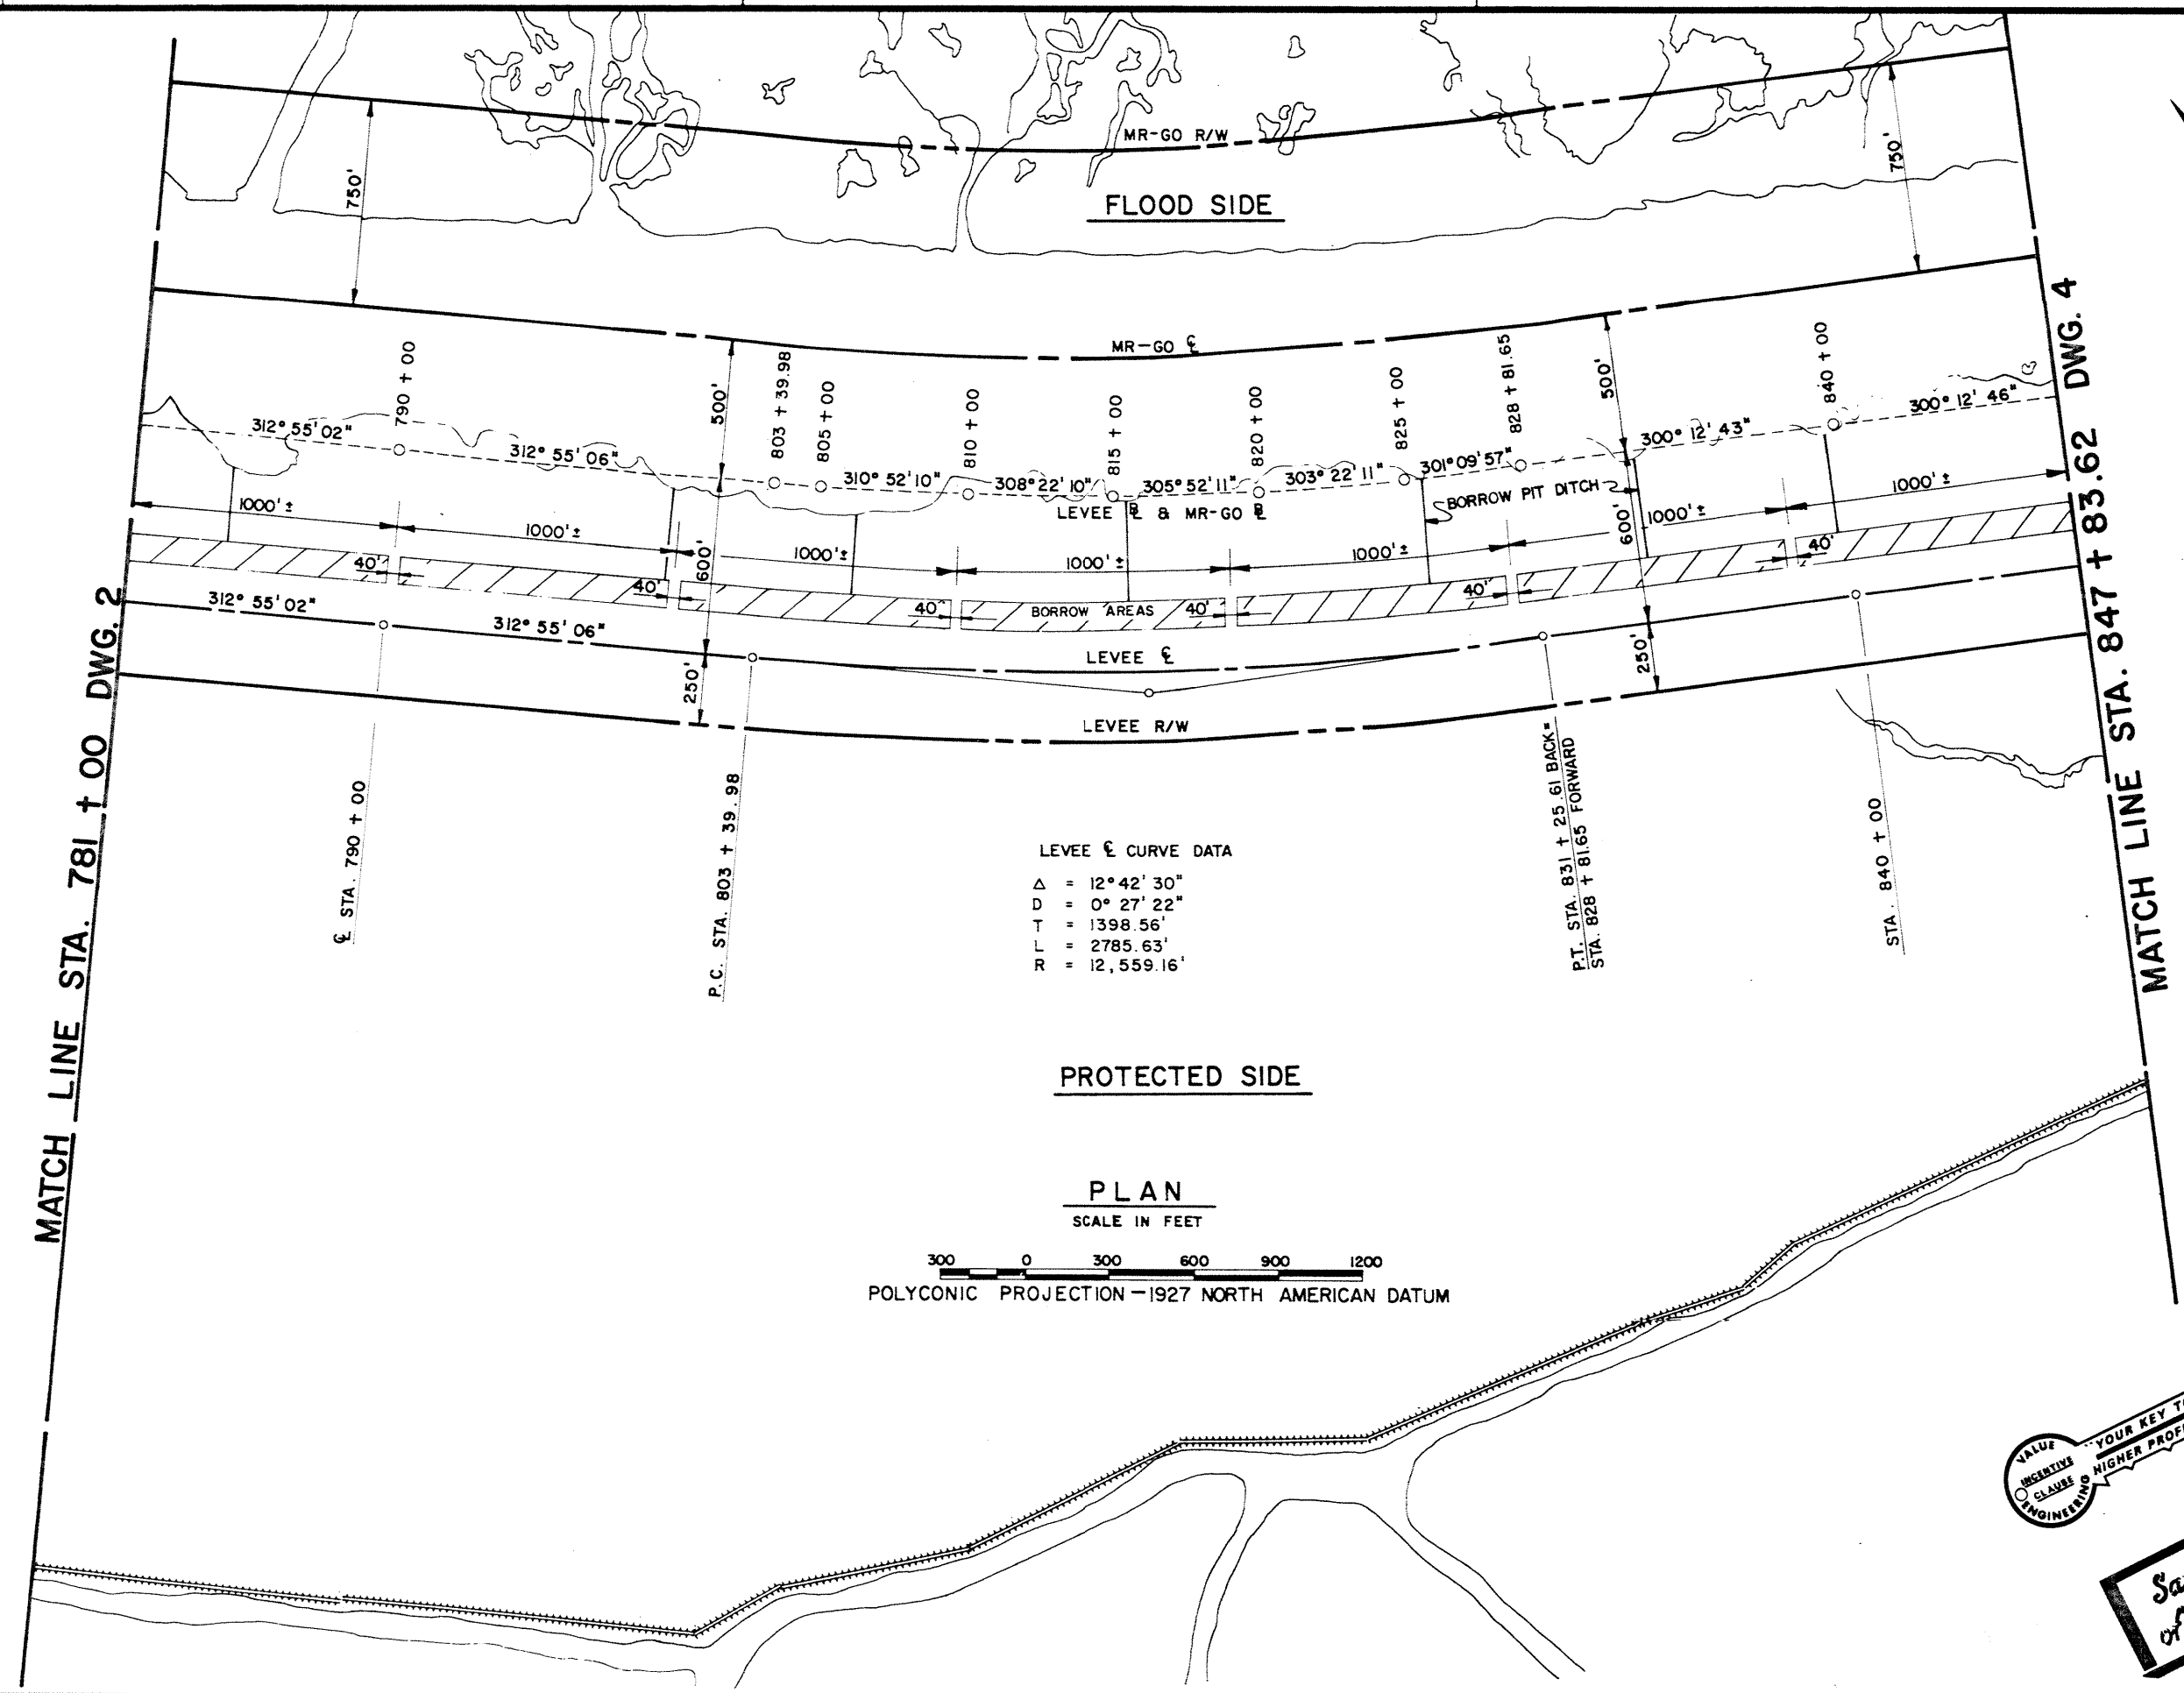 MR-GO R/W
750'
750'
FLOOD SIDE
MR-GO ℄
500'
500'
790 + 00
803 + 39.98
805 + 00
810 + 00
815 + 00
820 + 00
825 + 00
828 + 81.65
840 + 00
312° 55' 02"
312° 55' 06"
310° 52' 10"
308° 22' 10"
305° 52' 11"
303° 22' 11"
301° 09' 57"
300° 12' 43"
300° 12' 46"
LEVEE ⅊ & MR-GO ⅊
BORROW PIT DITCH
1000' ±
1000' ±
1000' ±
1000' ±
1000' ±
1000' ±
1000' ±
600'
600'
40'
40'
40'
BORROW AREAS
40'
40'
40'
312° 55' 02"
312° 55' 06"
LEVEE ℄
250'
250'
LEVEE R/W
℄ STA. 790 + 00
P.C. STA. 803 + 39.98
P.T. STA. 831 + 25.61 BACK =
STA. 828 + 81.65 FORWARD
STA. 840 + 00
MATCH LINE STA. 781 + 00 DWG. 2
MATCH LINE STA. 847 + 83.62 DWG. 4
LEVEE ℄ CURVE DATA
Δ = 12° 42' 30"
D = 0° 27' 22"
T = 1398.56'
L = 2785.63'
R = 12,559.16'
PROTECTED SIDE
PLAN
SCALE IN FEET
300 0 300 600 900 1200
POLYCONIC PROJECTION — 1927 NORTH AMERICAN DATUM
VALUE
INCENTIVE
CLAUSE
ENGINEERING
"YOUR KEY
HIGHER